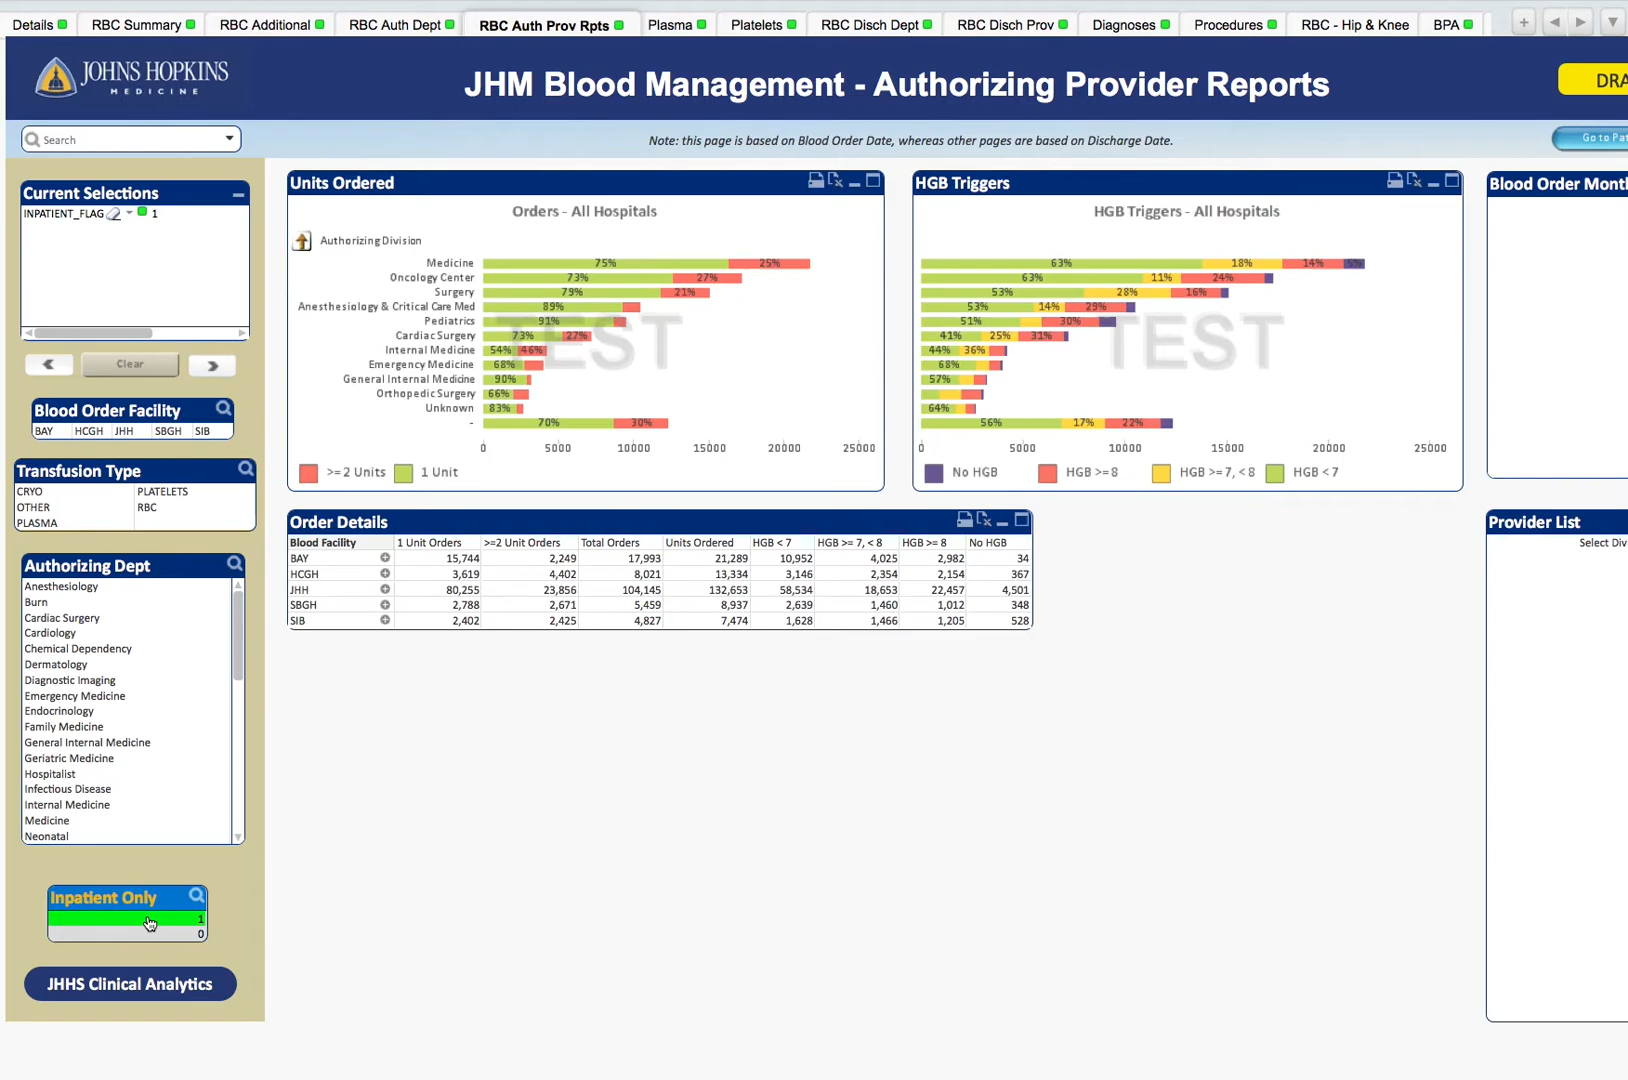 Details RBC Summary RBC Additional RBC Auth Dept RBC Auth Prov Rpts Plasma Platelets RBC Disch Dept RBC Disch Prov Diagnoses Procedures RBC - Hip & Knee BPA
JOHNS HOPKINS
MEDICINE
JHM Blood Management - Authorizing Provider Reports
Search
Note: this page is based on Blood Order Date, whereas other pages are based on Discharge Date.
Current Selections
INPATIENT_FLAG 1
Clear
Blood Order Facility
BAY HCGH JHH SBGH SIB
Transfusion Type
CRYO PLATELETS
OTHER RBC
PLASMA
Authorizing Dept
Anesthesiology
Burn
Cardiac Surgery
Cardiology
Chemical Dependency
Dermatology
Diagnostic Imaging
Emergency Medicine
Endocrinology
Family Medicine
General Internal Medicine
Geriatric Medicine
Hospitalist
Infectious Disease
Internal Medicine
Medicine
Neonatal
Inpatient Only
1
0
JHHS Clinical Analytics
Units Ordered
Orders - All Hospitals
Authorizing Division
Medicine 75% 25%
Oncology Center 73% 27%
Surgery 79% 21%
Anesthesiology & Critical Care Med 89%
Pediatrics 91%
Cardiac Surgery 73% 27%
Internal Medicine 54% 46%
Emergency Medicine 68%
General Internal Medicine 90%
Orthopedic Surgery 66%
Unknown 83%
- 70% 30%
TEST
0 5000 10000 15000 20000 25000
>= 2 Units 1 Unit
HGB Triggers
HGB Triggers - All Hospitals
63% 18% 14% 5%
63% 11% 24%
53% 28% 16%
53% 14% 29%
51% 30%
41% 25% 31%
44% 36%
68%
57%
64%
56% 17% 22%
TEST
0 5000 10000 15000 20000 25000
No HGB HGB >= 8 HGB >= 7, < 8 HGB < 7
Order Details
Blood Facility 1 Unit Orders >=2 Unit Orders Total Orders Units Ordered HGB < 7 HGB >= 7, < 8 HGB >= 8 No HGB
BAY 15,744 2,249 17,993 21,289 10,952 4,025 2,982 34
HCGH 3,619 4,402 8,021 13,334 3,146 2,354 2,154 367
JHH 80,255 23,856 104,145 132,653 58,534 18,653 22,457 4,501
SBGH 2,788 2,671 5,459 8,937 2,639 1,460 1,012 348
SIB 2,402 2,425 4,827 7,474 1,628 1,466 1,205 528
DRA
Go to Pat
Blood Order Mont
Provider List
Select Div